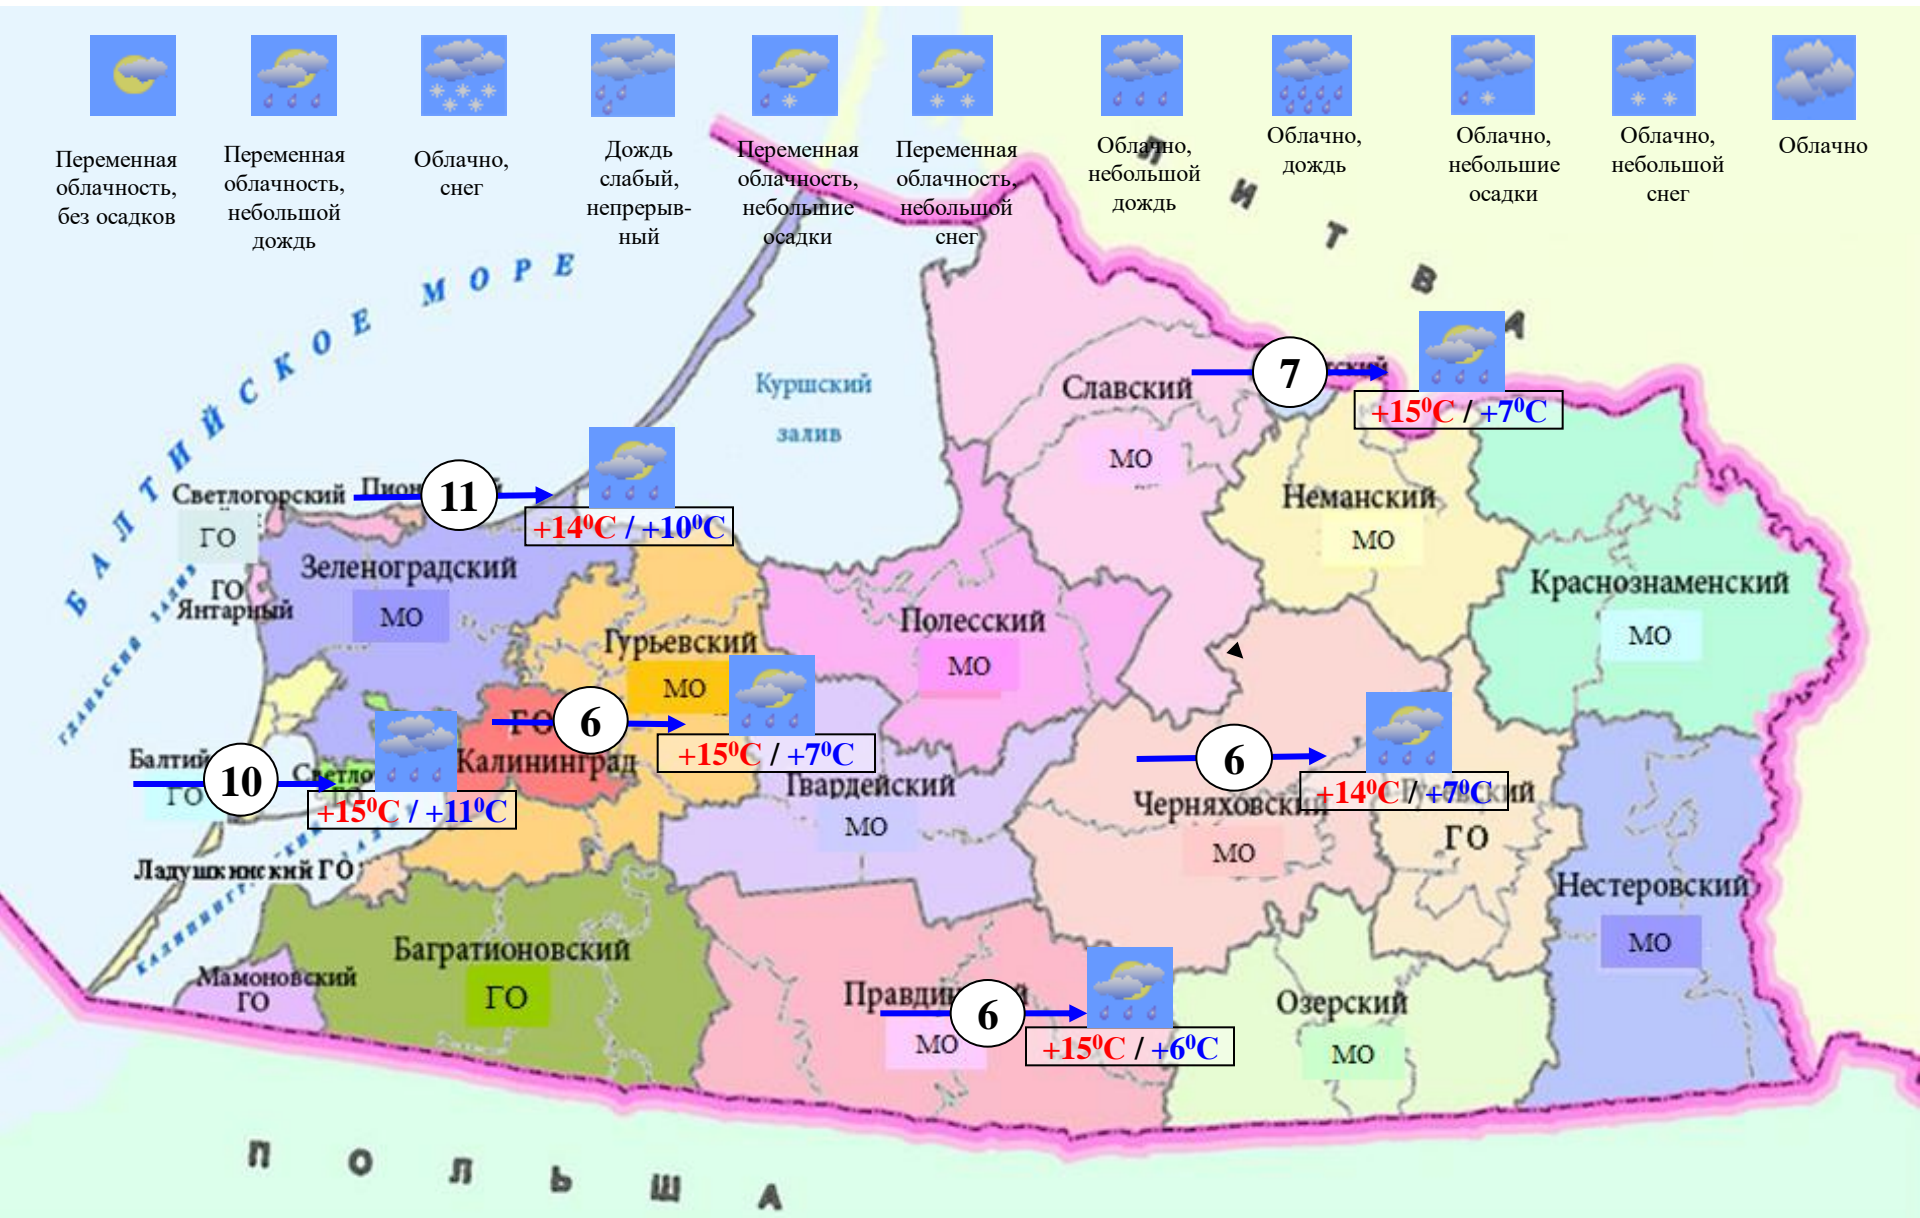 Переменная
облачность,
без осадков
Переменная
облачность,
небольшой
дождь
Облачно,
снег
Дождь
слабый,
непрерыв-
ный
Переменная
облачность,
небольшие
осадки
Переменная
облачность,
небольшой
снег
Облачно,
небольшой
дождь
Облачно,
дождь
Облачно,
небольшие
осадки
Облачно,
небольшой
снег
Облачно
ЛИТВА
БАЛТИЙСКОЕ МОРЕ
Куршский
залив
Славский
МО
7
+15⁰C / +7⁰C
Светлогорский
ГО
11
+14⁰C / +10⁰C
Неманский
МО
Зеленоградский
МО
ГО
Янтарный
Краснознаменский
МО
Полесский
МО
Гурьевский
МО
ГО
Калининград
6
+15⁰C / +7⁰C
Балтий
ГО
10
Светло
+15⁰C / +11⁰C
Гвардейский
МО
6
+14⁰C / +7⁰C
Черняховский
МО
ГО
Ладушкинский ГО
Нестеровский
МО
Багратионовский
ГО
Мамоновский
ГО
МО
6
+15⁰C / +6⁰C
Озерский
МО
ПОЛЬША